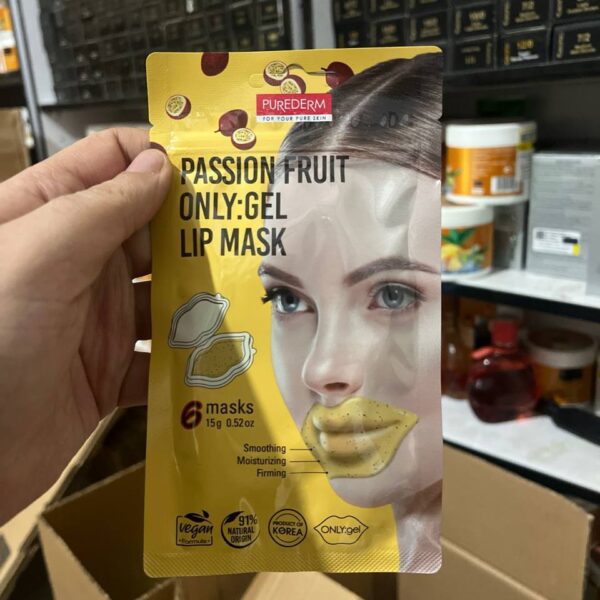 PUREDERM
FOR YOUR PURE SKIN
PASSION FRUIT
ONLY:GEL
LIP MASK
6 masks
15g 0.52oz
Smoothing
Moisturizing
Firming
vegan
Formula
91%
NATURAL
ORIGIN
PRODUCT OF
KOREA
ONLY:gel